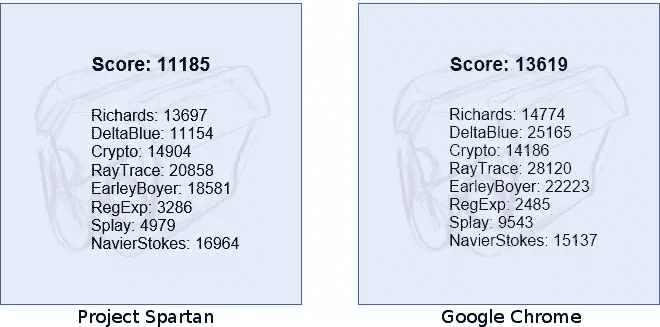 Score: 11185
Richards: 13697
DeltaBlue: 11154
Crypto: 14904
RayTrace: 20858
EarleyBoyer: 18581
RegExp: 3286
Splay: 4979
NavierStokes: 16964
Project Spartan
Score: 13619
Richards: 14774
DeltaBlue: 25165
Crypto: 14186
RayTrace: 28120
EarleyBoyer: 22223
RegExp: 2485
Splay: 9543
NavierStokes: 15137
Google Chrome